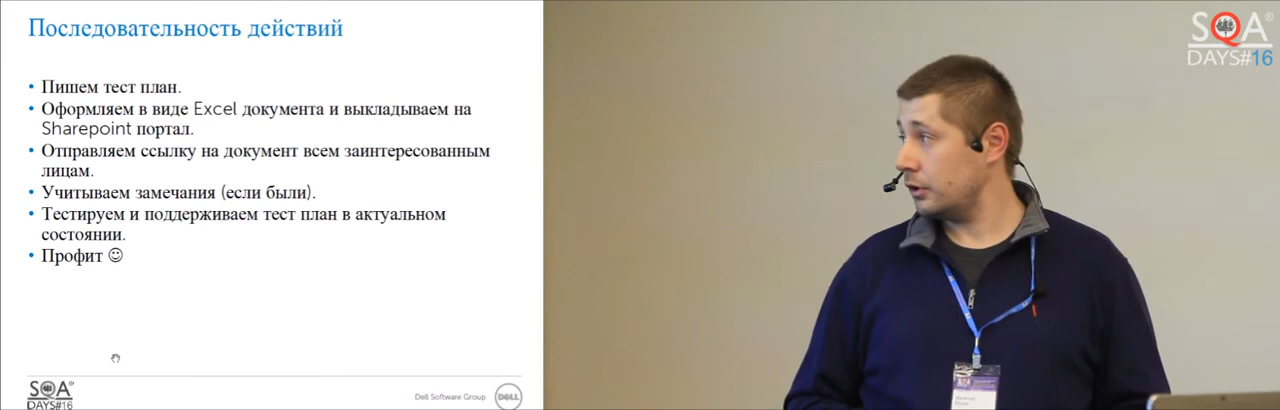 Последовательность действий
• Пишем тест план.
• Оформляем в виде Excel документа и выкладываем на
Sharepoint портал.
• Отправляем ссылку на документ всем заинтересованным
лицам.
• Учитываем замечания (если были).
• Тестируем и поддерживаем тест план в актуальном
состоянии.
• Профит ☺
SQA®
DAYS#16
Dell Software Group
DELL
SQA®
DAYS#16
SQA